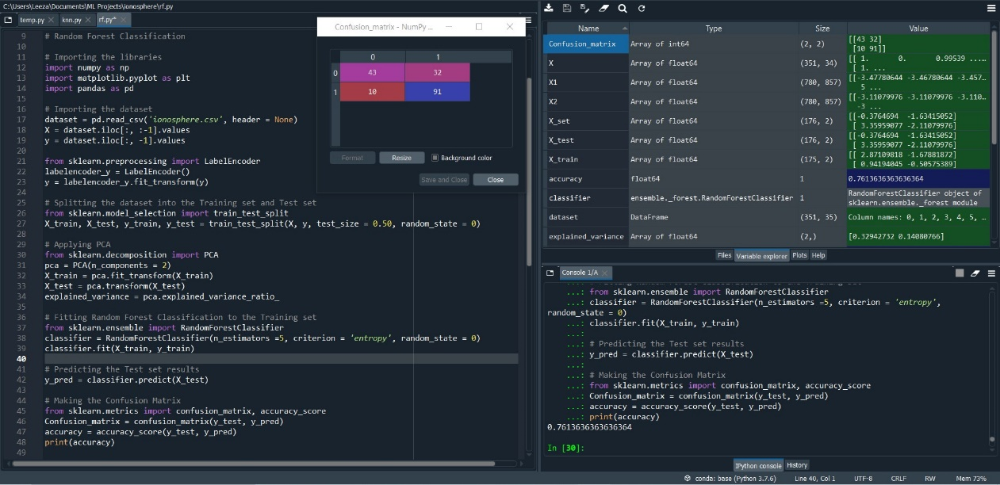 C:\Users\Leeza\Documents\ML Projects\ionosphere\rf.py
temp.py
knn.py
rf.py*
9 # Random Forest Classification
10
11 # Importing the libraries
12 import numpy as np
13 import matplotlib.pyplot as plt
14 import pandas as pd
15
16 # Importing the dataset
17 dataset = pd.read_csv('ionosphere.csv', header = None)
18 X = dataset.iloc[:, :-1].values
19 y = dataset.iloc[:, -1].values
20
21 from sklearn.preprocessing import LabelEncoder
22 labelencoder_y = LabelEncoder()
23 y = labelencoder_y.fit_transform(y)
24
25 # Splitting the dataset into the Training set and Test set
26 from sklearn.model_selection import train_test_split
27 X_train, X_test, y_train, y_test = train_test_split(X, y, test_size = 0.50, random_state = 0)
28
29 # Applying PCA
30 from sklearn.decomposition import PCA
31 pca = PCA(n_components = 2)
32 X_train = pca.fit_transform(X_train)
33 X_test = pca.transform(X_test)
34 explained_variance = pca.explained_variance_ratio_
35
36 # Fitting Random Forest Classification to the Training set
37 from sklearn.ensemble import RandomForestClassifier
38 classifier = RandomForestClassifier(n_estimators =5, criterion = 'entropy', random_state = 0)
39 classifier.fit(X_train, y_train)
40
41 # Predicting the Test set results
42 y_pred = classifier.predict(X_test)
43
44 # Making the Confusion Matrix
45 from sklearn.metrics import confusion_matrix, accuracy_score
46 Confusion_matrix = confusion_matrix(y_test, y_pred)
47 accuracy = accuracy_score(y_test, y_pred)
48 print(accuracy)
49
Confusion_matrix - NumPy ...
0 1
0 43 32
1 10 91
Format Resize Background color
Save and Close Close
Name Type Size Value
Confusion_matrix Array of int64 (2, 2) [[43 32]
[10 91]]
X Array of float64 (351, 34) [[ 1. 0. 0.99539 ...…
[ 1. ...
X1 Array of float64 (780, 857) [[-3.47780644 -3.46780644 -3.457…
5 ...
X2 Array of float64 (780, 857) [[-3.11079976 -3.11079976 -3.110…
-3 ...
X_set Array of float64 (176, 2) [[-0.3764694 -1.63415052]
[ 3.35959077 -2.11079976]
X_test Array of float64 (176, 2) [[-0.3764694 -1.63415052]
[ 3.35959077 -2.11079976]
X_train Array of float64 (175, 2) [[ 2.87109818 -1.67881872]
[ 0.94194045 -0.50575389]
accuracy float64 1 0.7613636363636364
classifier ensemble._forest.RandomForestClassifier 1 RandomForestClassifier object of
sklearn.ensemble._forest module
dataset DataFrame (351, 35) Column names: 0, 1, 2, 3, 4, 5, …
explained_variance Array of float64 (2,) [0.32942732 0.14080766]
Files Variable explorer Plots Help
Console 1/A
...: from sklearn.ensemble import RandomForestClassifier
...: classifier = RandomForestClassifier(n_estimators =5, criterion = 'entropy',
random_state = 0)
...: classifier.fit(X_train, y_train)
...:
...: # Predicting the Test set results
...: y_pred = classifier.predict(X_test)
...:
...: # Making the Confusion Matrix
...: from sklearn.metrics import confusion_matrix, accuracy_score
...: Confusion_matrix = confusion_matrix(y_test, y_pred)
...: accuracy = accuracy_score(y_test, y_pred)
...: print(accuracy)
0.7613636363636364
In [30]:
IPython console History
conda: base (Python 3.7.6) Line 40, Col 1 UTF-8 CRLF RW Mem 73%